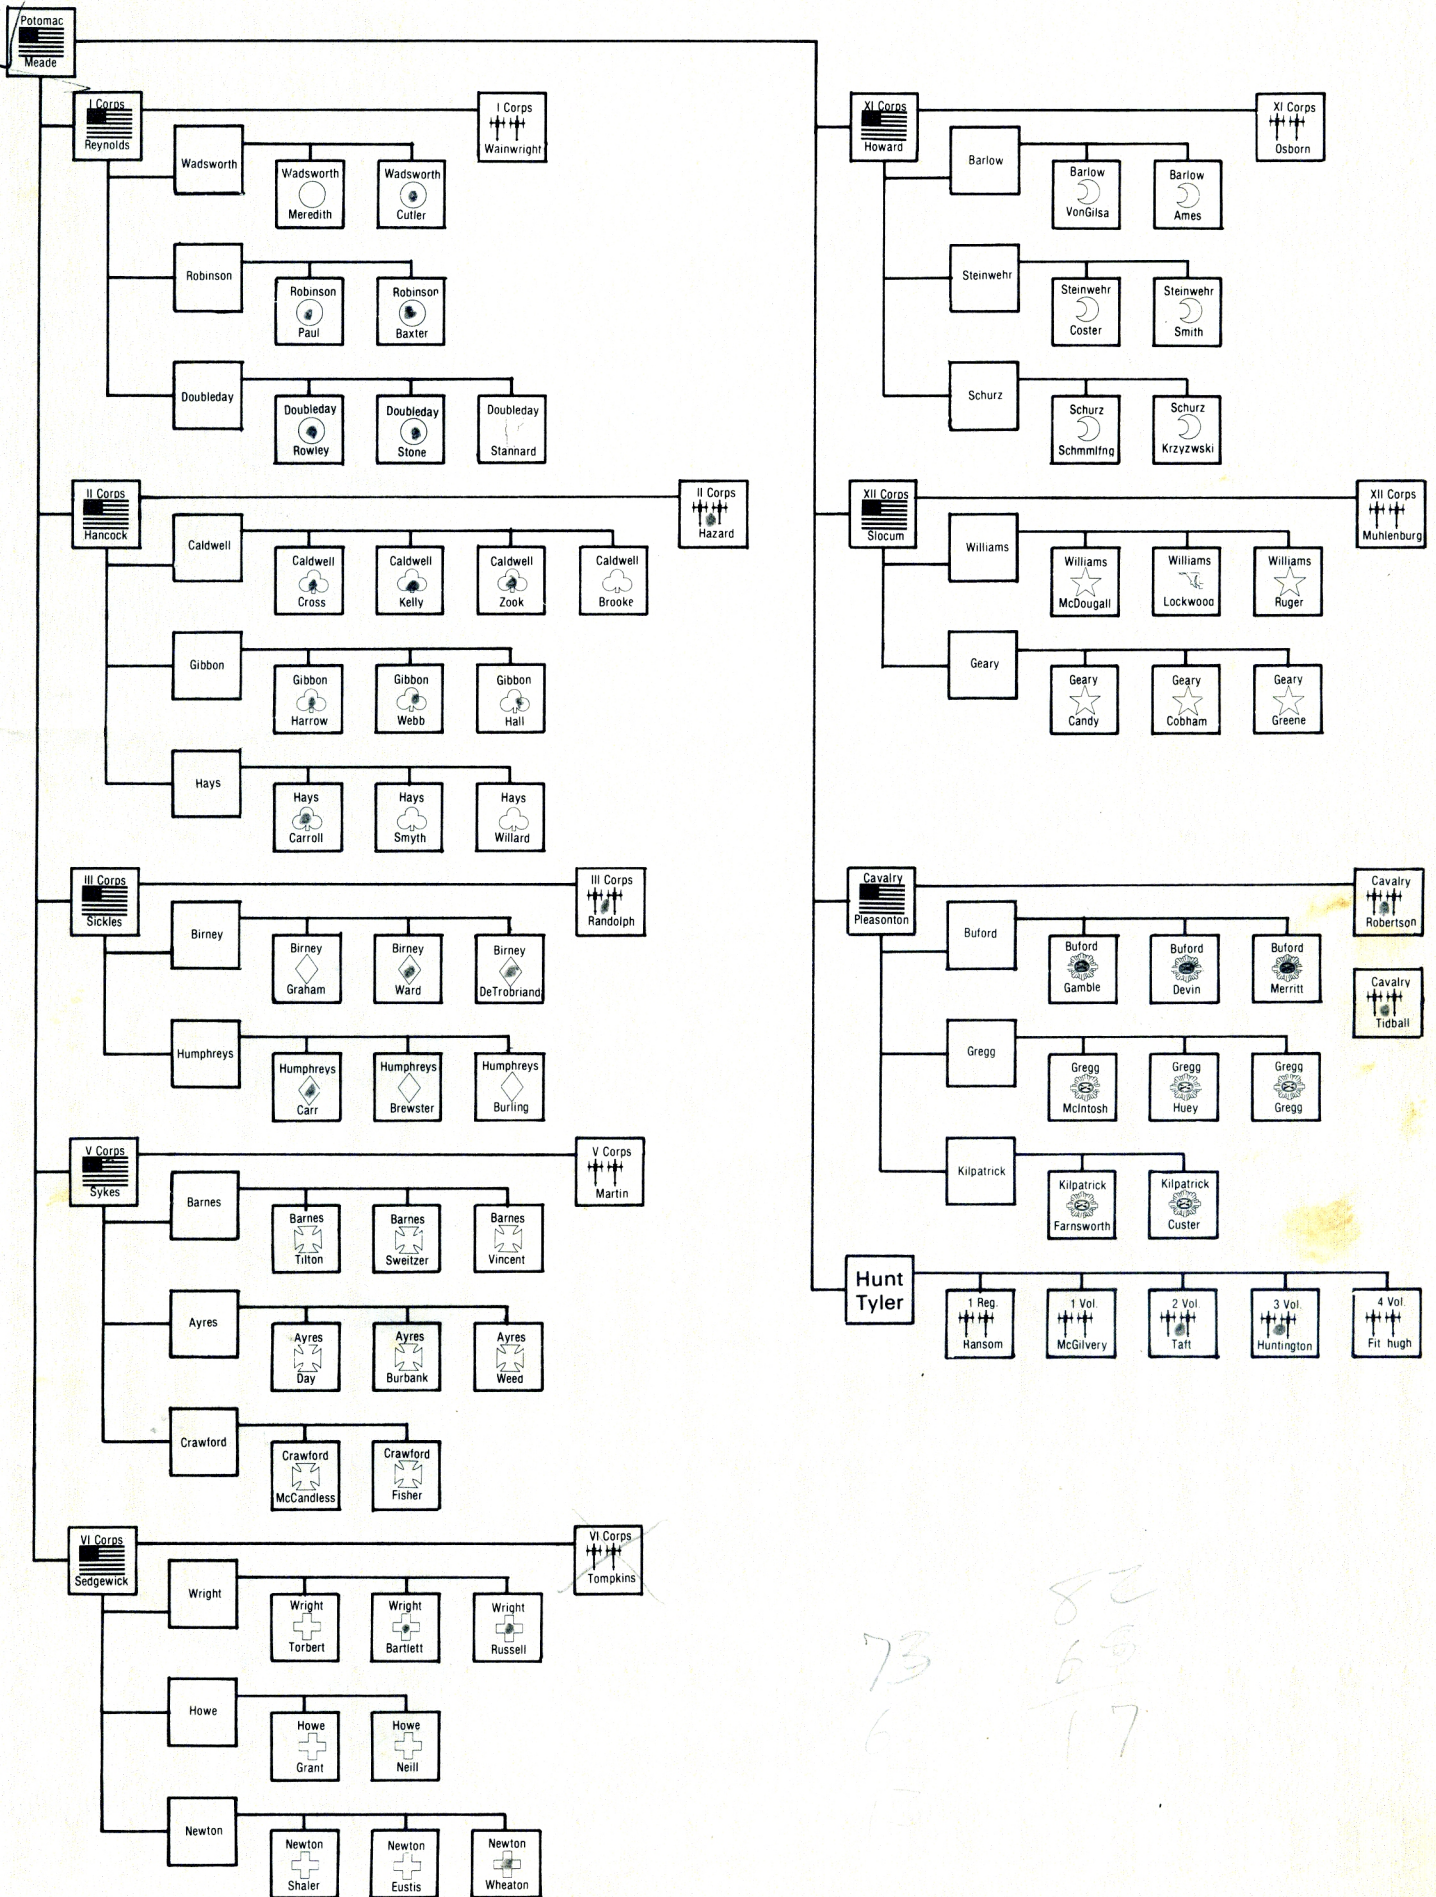 Potomac
Meade
I Corps
Reynolds
I Corps
Wainwright
Wadsworth
Wadsworth
Meredith
Wadsworth
Cutler
Robinson
Robinson
Paul
Robinson
Baxter
Doubleday
Doubleday
Rowley
Doubleday
Stone
Doubleday
Stannard
II Corps
Hancock
II Corps
Hazard
Caldwell
Caldwell
Cross
Caldwell
Kelly
Caldwell
Zook
Caldwell
Brooke
Gibbon
Gibbon
Harrow
Gibbon
Webb
Gibbon
Hall
Hays
Hays
Carroll
Hays
Smyth
Hays
Willard
III Corps
Sickles
III Corps
Randolph
Birney
Birney
Graham
Birney
Ward
Birney
DeTrobriand
Humphreys
Humphreys
Carr
Humphreys
Brewster
Humphreys
Burling
V Corps
Sykes
V Corps
Martin
Barnes
Barnes
Tilton
Barnes
Sweitzer
Barnes
Vincent
Ayres
Ayres
Day
Ayres
Burbank
Ayres
Weed
Crawford
Crawford
McCandless
Crawford
Fisher
VI Corps
Sedgewick
VI Corps
Tompkins
Wright
Wright
Torbert
Wright
Bartlett
Wright
Russell
Howe
Howe
Grant
Howe
Neill
Newton
Newton
Shaler
Newton
Eustis
Newton
Wheaton
XI Corps
Howard
XI Corps
Osborn
Barlow
Barlow
VonGilsa
Barlow
Ames
Steinwehr
Steinwehr
Coster
Steinwehr
Smith
Schurz
Schurz
Schmmlfng
Schurz
Krzyzwski
XII Corps
Slocum
XII Corps
Muhlenburg
Williams
Williams
McDougall
Williams
Lockwood
Williams
Ruger
Geary
Geary
Candy
Geary
Cobham
Geary
Greene
Cavalry
Pleasonton
Cavalry
Robertson
Cavalry
Tidball
Buford
Buford
Gamble
Buford
Devin
Buford
Merritt
Gregg
Gregg
McIntosh
Gregg
Huey
Gregg
Gregg
Kilpatrick
Kilpatrick
Farnsworth
Kilpatrick
Custer
Hunt
Tyler
1 Reg.
Hansom
1 Vol.
McGilvery
2 Vol.
Taft
3 Vol.
Huntington
4 Vol.
Fit hugh
82
73
17